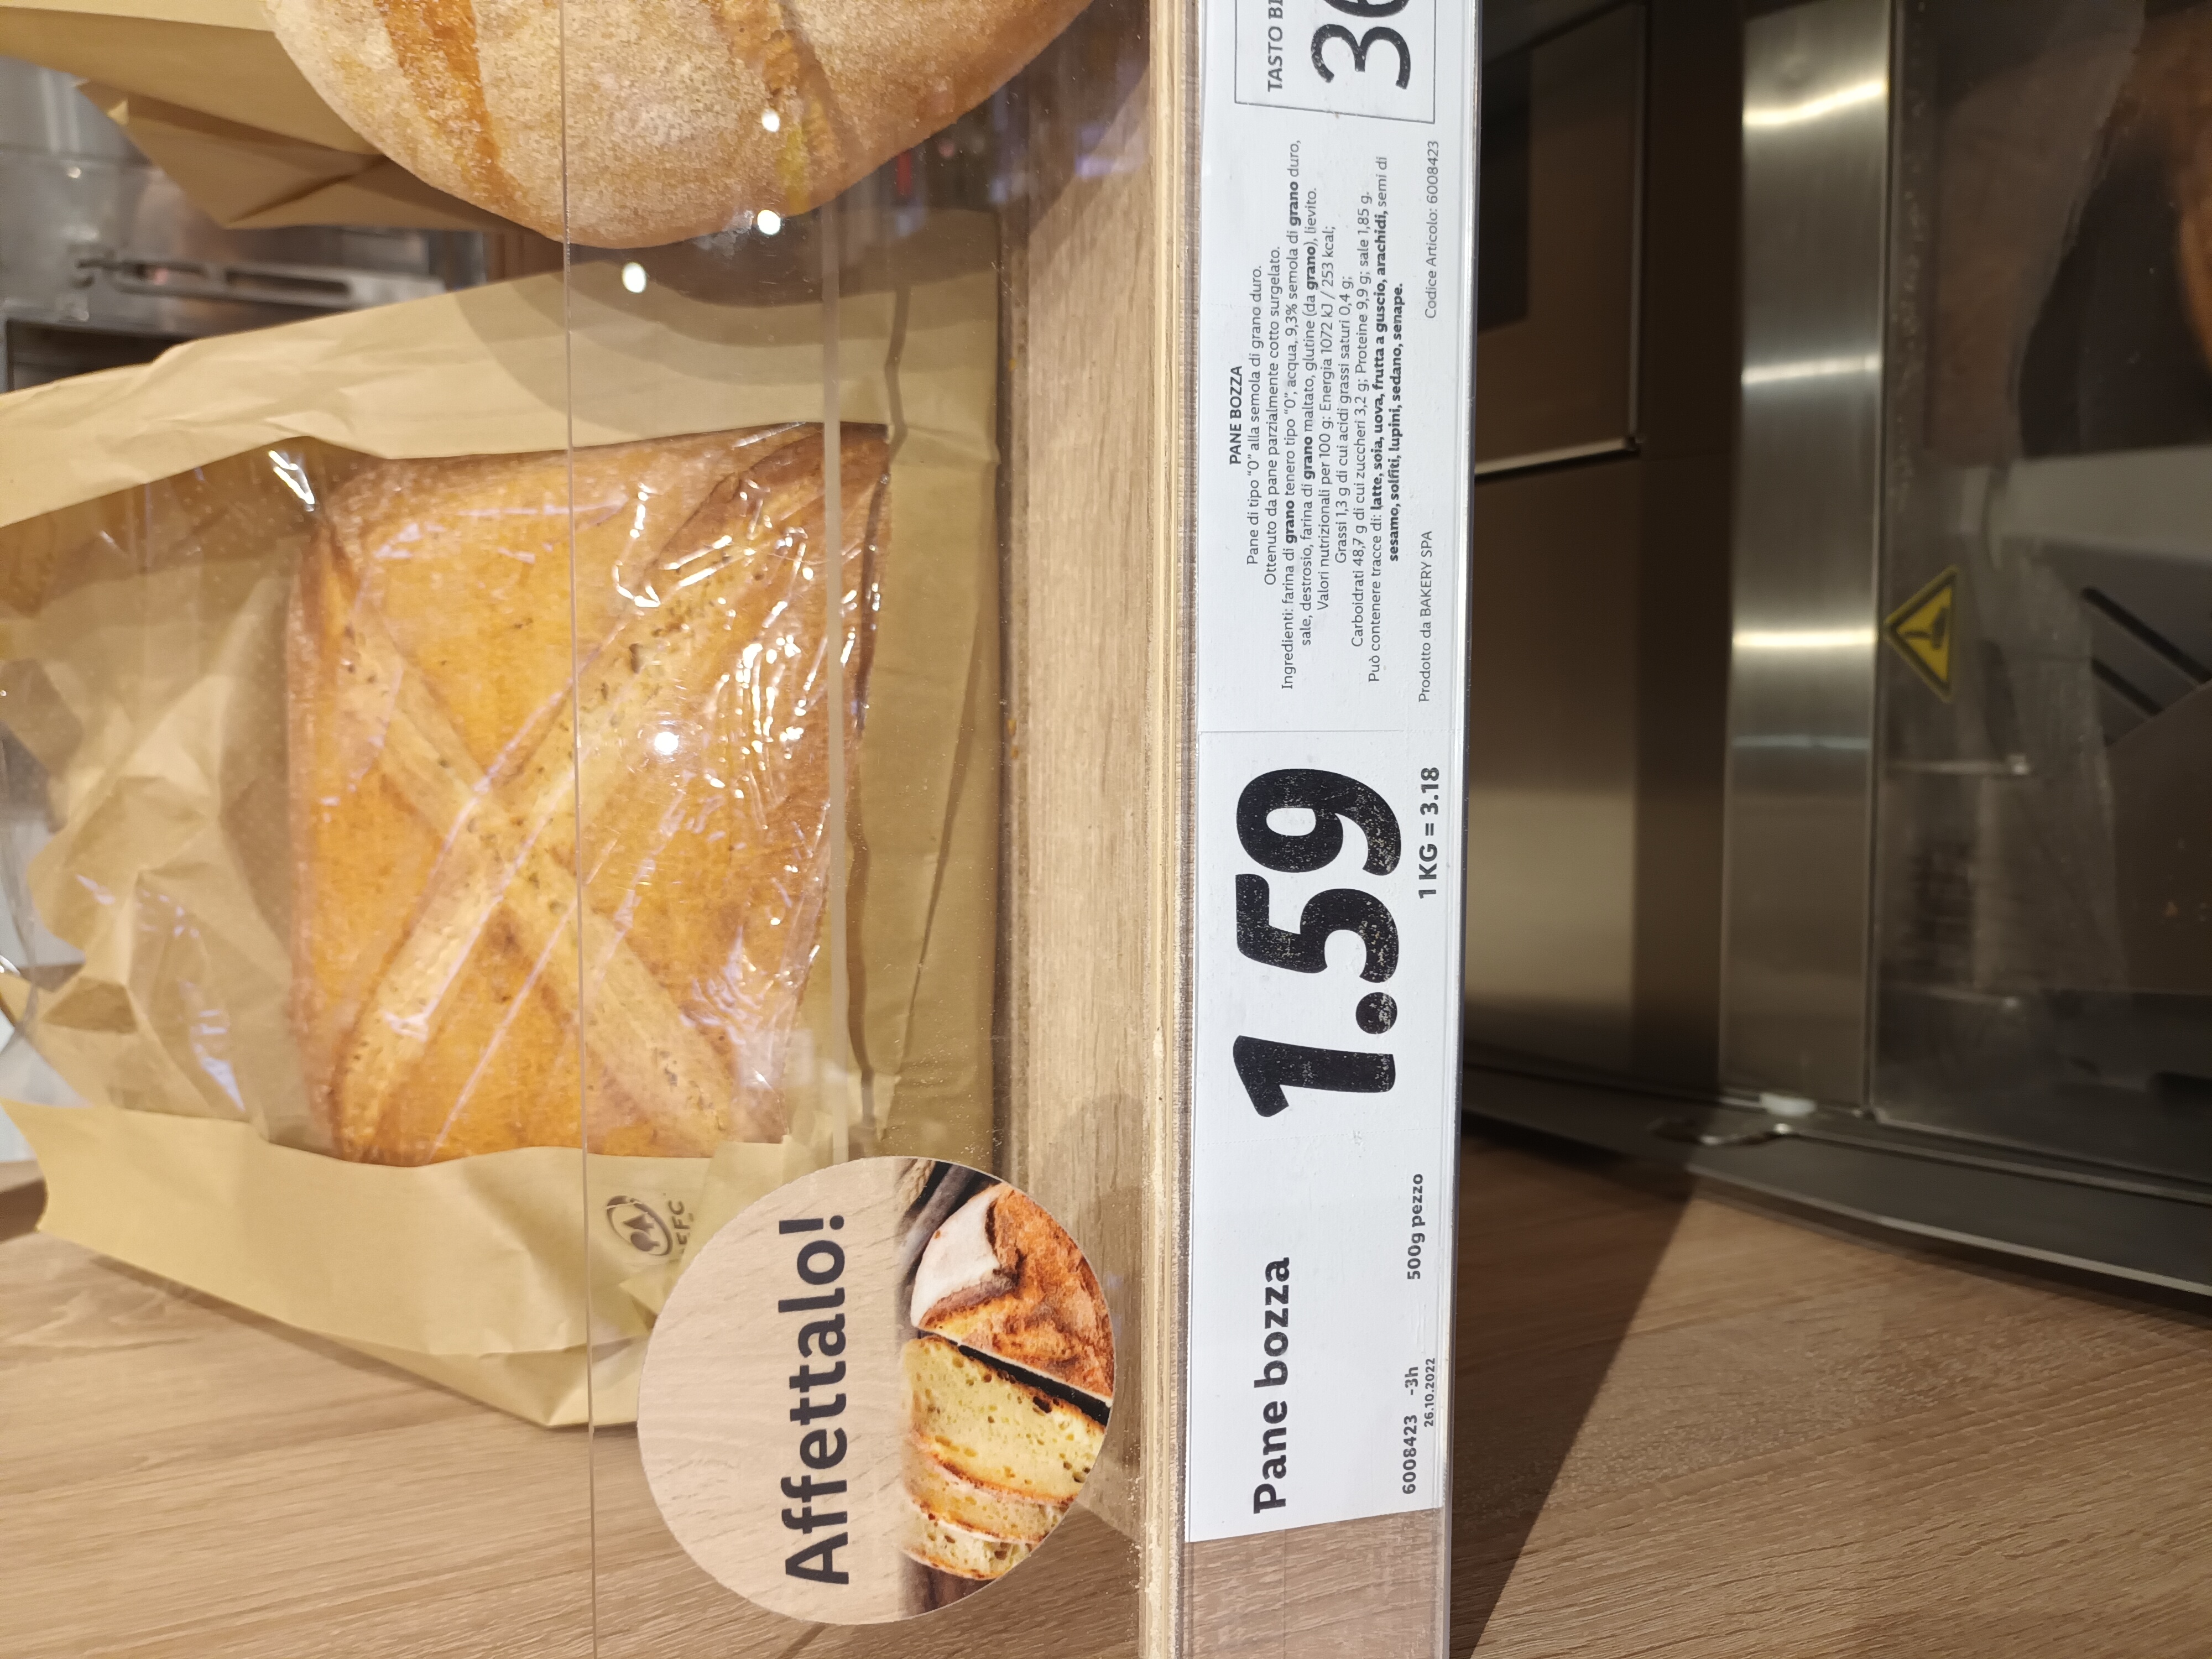 Affettalo!
PEFC
Pane bozza
500g pezzo
6008423 -3h
26.10.2022
1.59
1 KG = 3.18
PANE BOZZA
Pane di tipo "0" alla semola di grano duro.
Ottenuto da pane parzialmente cotto surgelato.
Ingredienti: farina di grano tenero tipo "0", acqua, 9,3% semola di grano duro,
sale, destrosio, farina di grano maltato, glutine (da grano), lievito.
Valori nutrizionali per 100 g: Energia 1072 kJ / 253 kcal;
Grassi 1,3 g di cui acidi grassi saturi 0,4 g;
Carboidrati 48,7 g di cui zuccheri 3,2 g; Proteine 9,9 g; sale 1,85 g.
Può contenere tracce di: latte, soia, uova, frutta a guscio, arachidi, semi di
sesamo, solfiti, lupini, sedano, senape.
Prodotto da BAKERY SPA
Codice Articolo: 6008423
TASTO